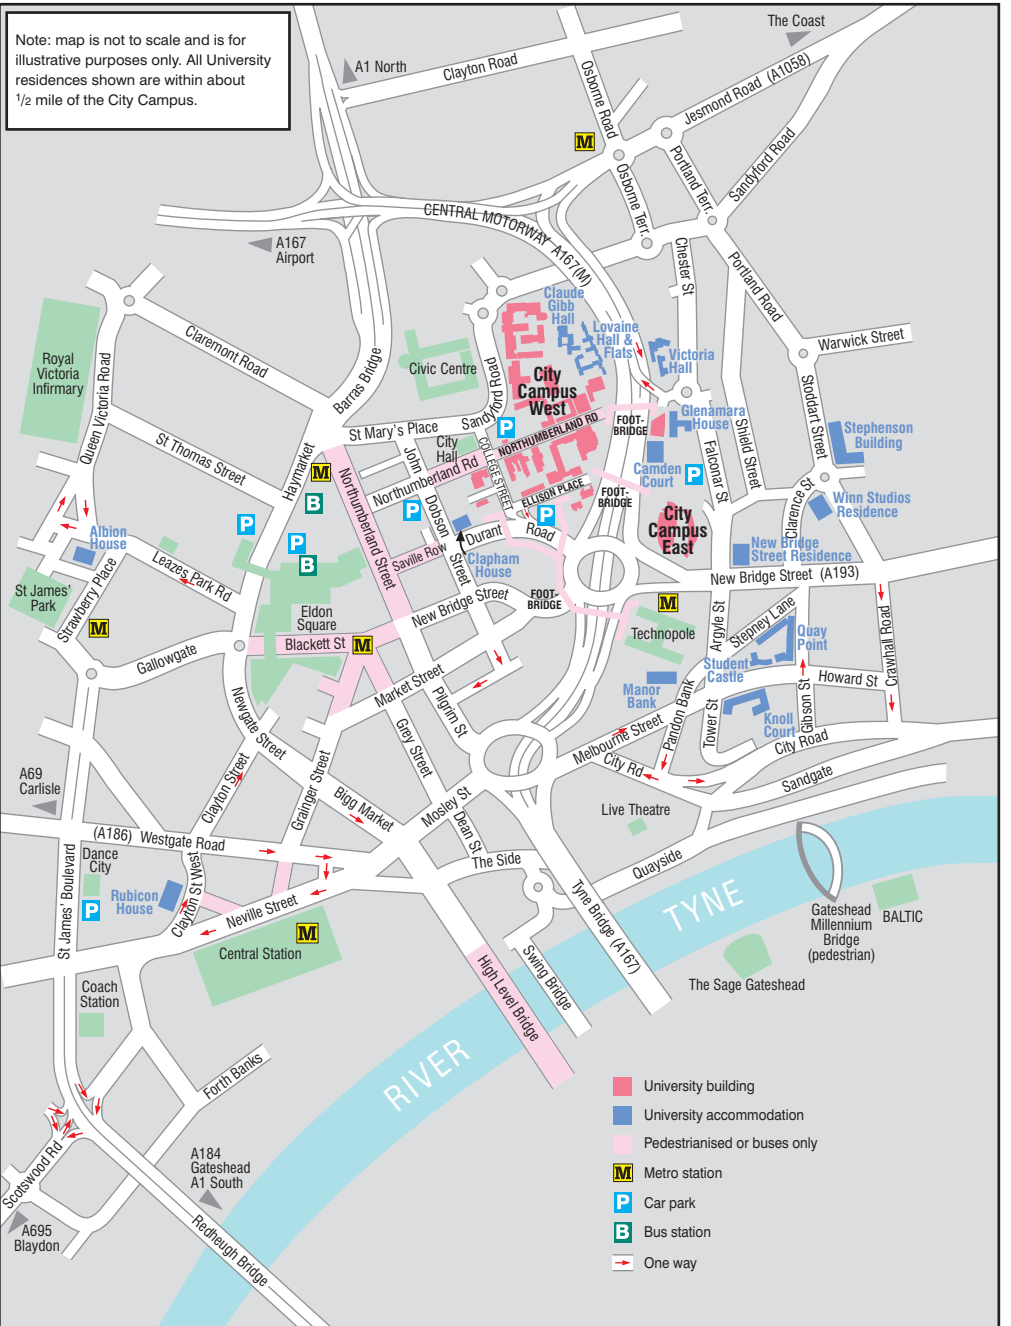 Note: map is not to scale and is for
illustrative purposes only. All University
residences shown are within about
1/2 mile of the City Campus.
The Coast
A1 North
Clayton Road
Osborne Road
Jesmond Road (A1058)
M
Portland Terr.
Sandyford Road
Osborne Terr.
CENTRAL MOTORWAY A167(M)
A167
Airport
Chester St
Portland Road
Claude
Gibb
Hall
Lovaine
Hall &
Flats
Victoria
Hall
Warwick Street
Claremont Road
Royal
Victoria
Infirmary
Queen Victoria Road
Barras Bridge
Civic Centre
Sandyford Road
City
Campus
West
Stoddart Street
St Mary's Place
P
NORTHUMBERLAND RD
FOOT-
BRIDGE
Glenamara
House
Stephenson
Building
St Thomas Street
Haymarket
M
B
John
Dobson
Street
City
Hall
Northumberland Rd
COLLEGE STREET
ELLISON PLACE
FOOT-
BRIDGE
Camden
Court
P
Falconar St
Shield Street
Clarence St
Winn Studios
Residence
Northumberland Street
P
P
City
Campus
East
Albion
House
P
P
B
Saville Row
Durant
Road
Clapham
House
New Bridge
Street Residence
New Bridge Street (A193)
Leazes Park Rd
St James'
Park
Strawberry Place
M
Eldon
Square
New Bridge Street
FOOT-
BRIDGE
M
Technopole
Argyle St
Stepney Lane
Quay
Point
Crawhall Road
Gallowgate
Blackett St
M
Market Street
Student
Castle
Howard St
Manor
Bank
Pandon Bank
Tower St
Knoll
Court
Gibson St
Newgate Street
Pilgrim St
Grey Street
Melbourne Street
City Rd
City Road
Sandgate
Clayton Street
Grainger Street
Bigg Market
Mosley St
Dean St
A69
Carlisle
Live Theatre
(A186) Westgate Road
The Side
Quayside
Dance
City
P
St James' Boulevard
Rubicon
House
Clayton St West
Neville Street
M
Central Station
Tyne Bridge (A167)
TYNE
Gateshead
Millennium
Bridge
(pedestrian)
BALTIC
The Sage Gateshead
Swing Bridge
High Level Bridge
Coach
Station
RIVER
Forth Banks
Scotswood Rd
A184
Gateshead
A1 South
A695
Blaydon
Redheugh Bridge
University building
University accommodation
Pedestrianised or buses only
M Metro station
P Car park
B Bus station
One way